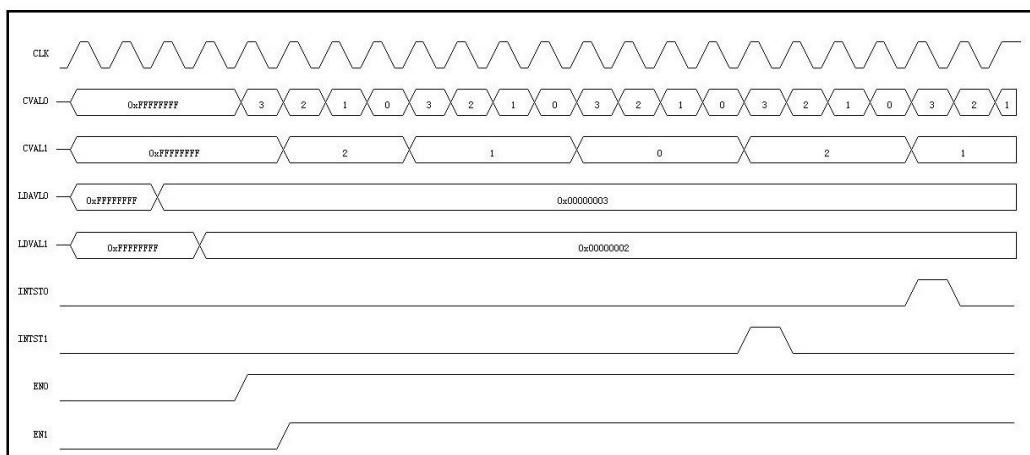 CLK
CVAL0 0xFFFFFFFF 3 2 1 0 3 2 1 0 3 2 1 0 3 2 1 0 3 2 1
CVAL1 0xFFFFFFFF 2 1 0 2 1
LDAVL0 0xFFFFFFFF 0x00000003
LDVAL1 0xFFFFFFFF 0x00000002
INTST0
INTST1
EN0
EN1